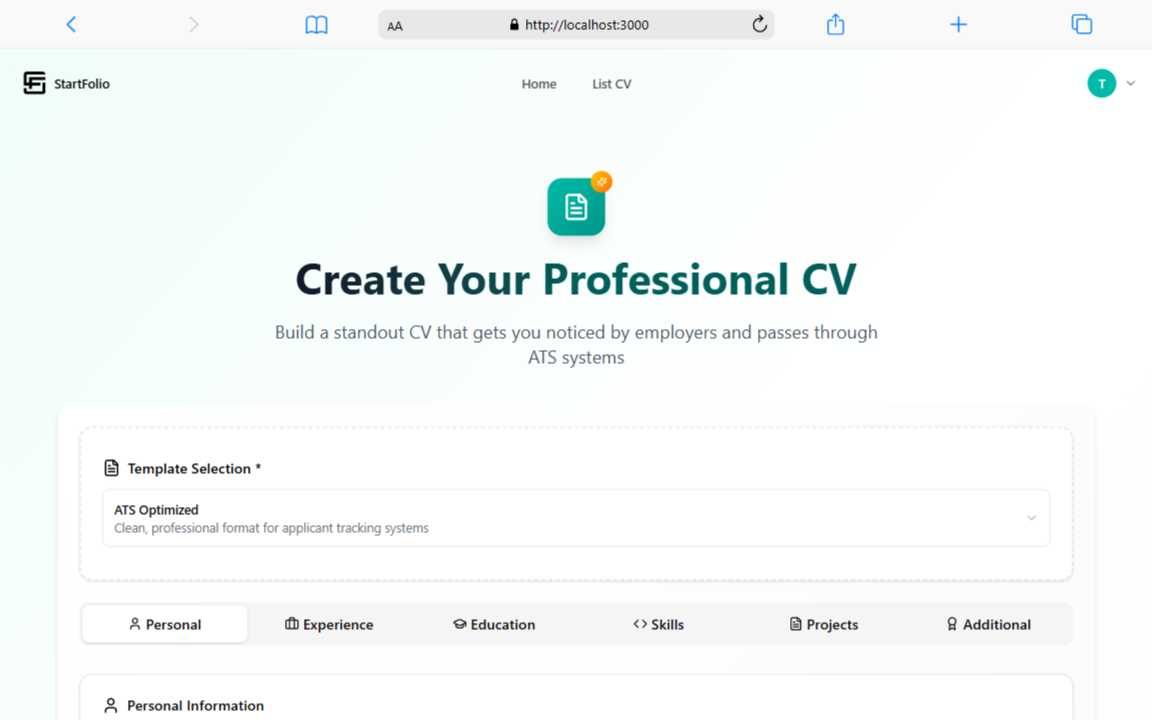 AA
http://localhost:3000
StartFolio
Home
List CV
T
Create Your Professional CV
Build a standout CV that gets you noticed by employers and passes through
ATS systems
Template Selection *
ATS Optimized
Clean, professional format for applicant tracking systems
Personal
Experience
Education
Skills
Projects
Additional
Personal Information